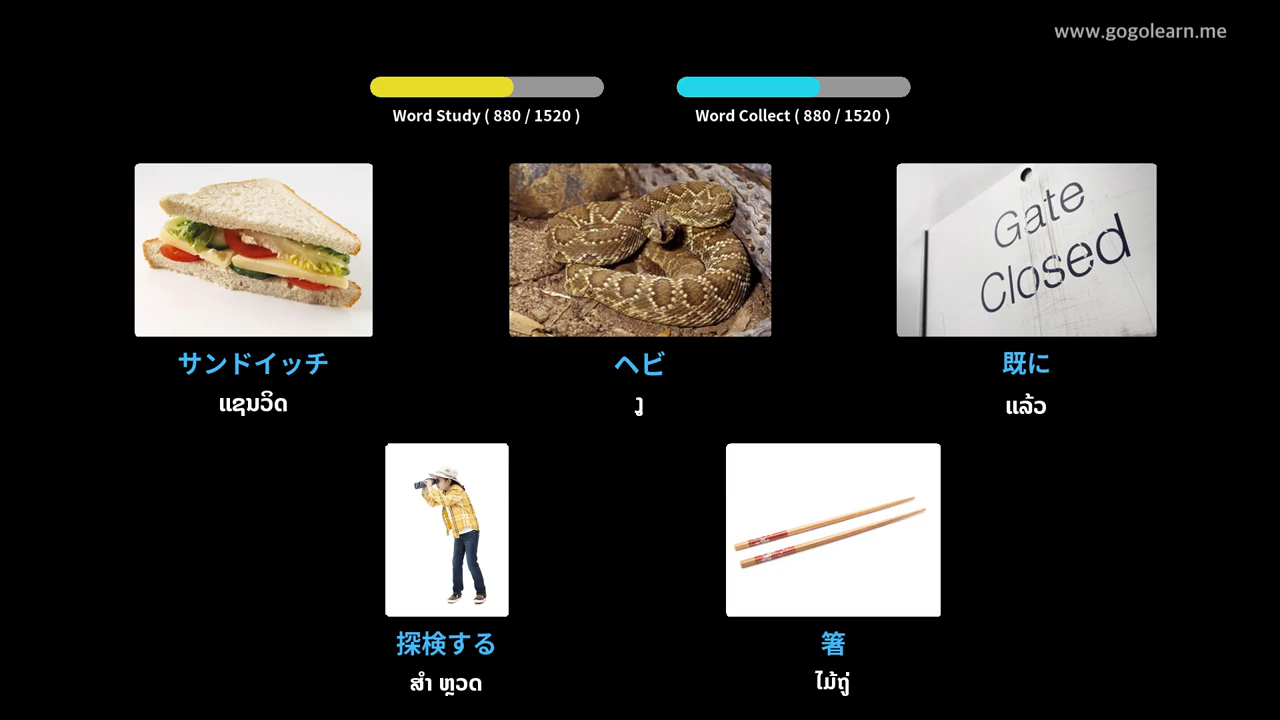 www.gogolearn.me
Word Study ( 880 / 1520 )
Word Collect ( 880 / 1520 )
Gate
Closed
サンドイッチ
ແຊນວິດ
ヘビ
ງູ
既に
ແລ້ວ
探検する
ສຳ ຫຼວດ
箸
ໄມ້ຖູ່